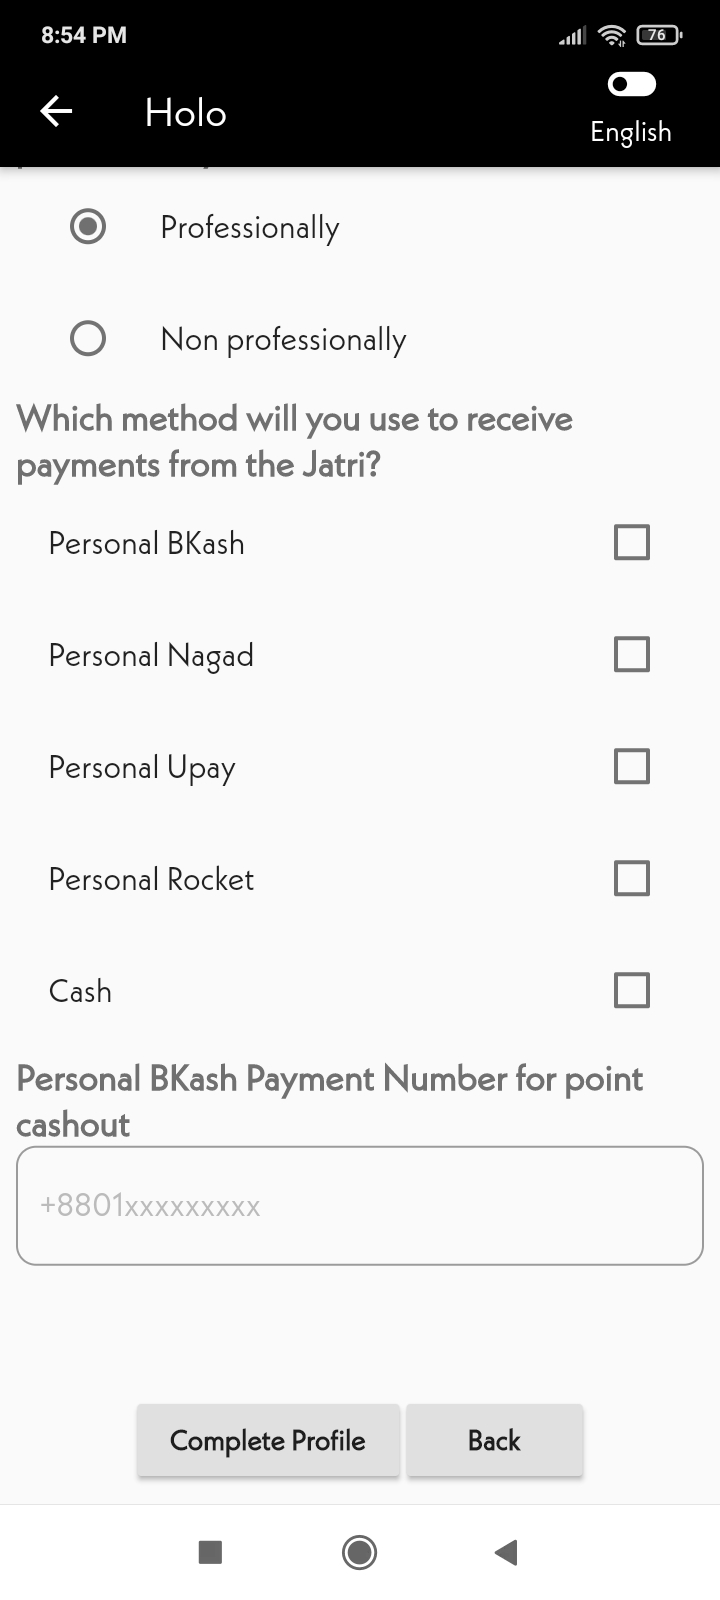 8:54 PM
76
Holo
English
Professionally
Non professionally
Which method will you use to receive
payments from the Jatri?
Personal BKash
Personal Nagad
Personal Upay
Personal Rocket
Cash
Personal BKash Payment Number for point
cashout
+8801xxxxxxxxx
Complete Profile
Back